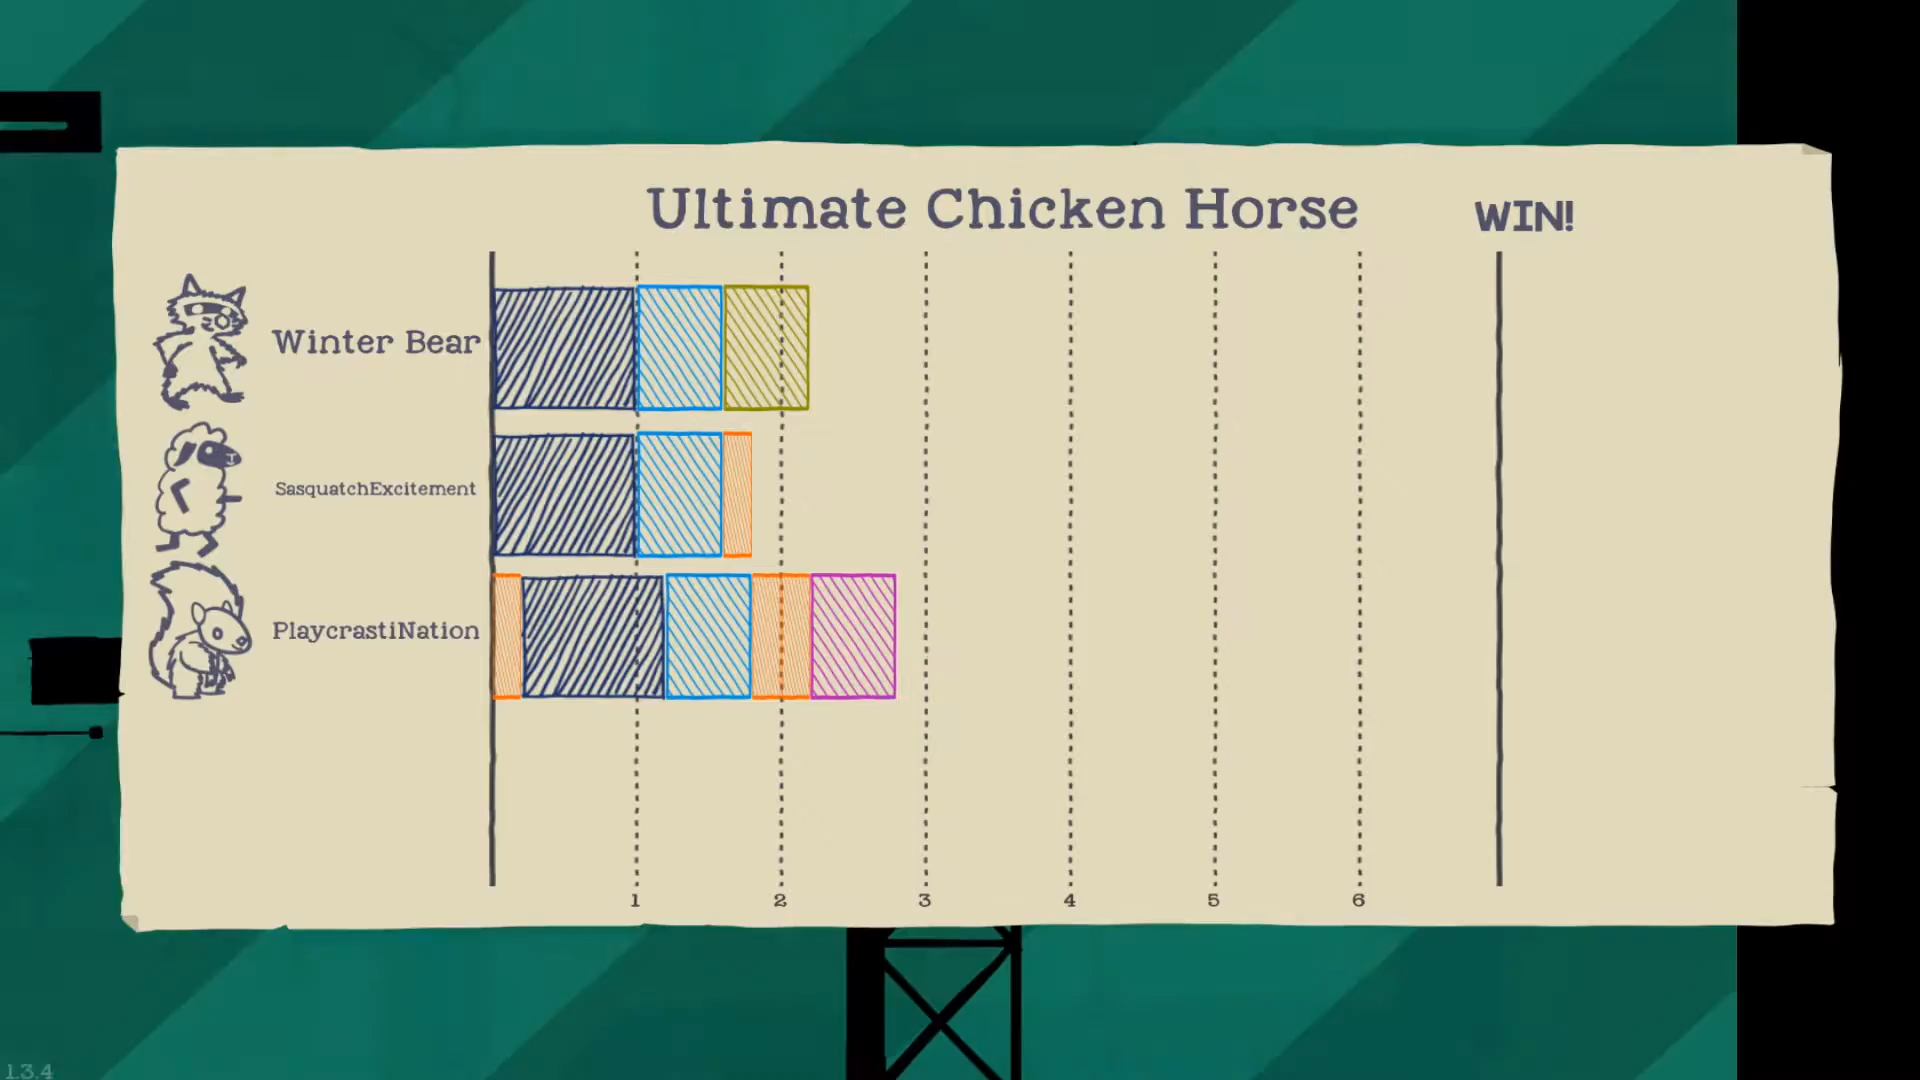 Ultimate Chicken Horse
WIN!
Winter Bear
SasquatchExcitement
PlaycrastiNation
1 2 3 4 5 6
1.3.4